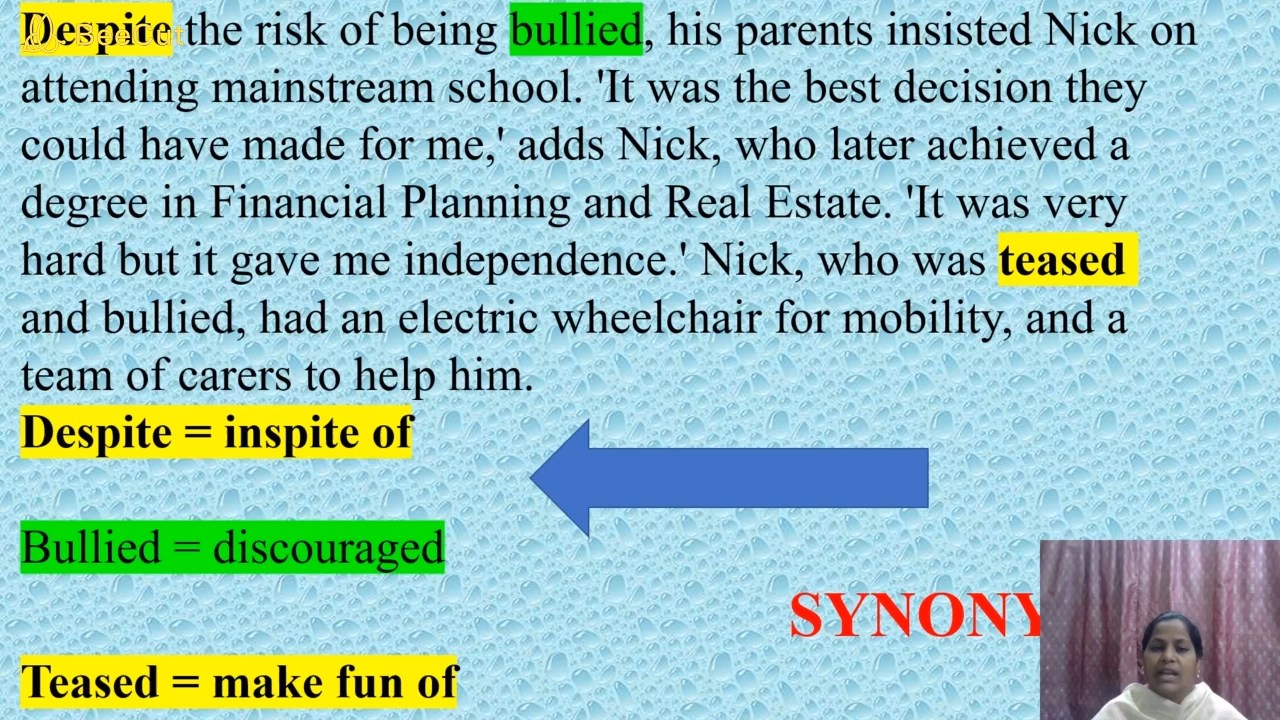 Despite the risk of being bullied, his parents insisted Nick on
attending mainstream school. 'It was the best decision they
could have made for me,' adds Nick, who later achieved a
degree in Financial Planning and Real Estate. 'It was very
hard but it gave me independence.' Nick, who was teased
and bullied, had an electric wheelchair for mobility, and a
team of carers to help him.
Despite = inspite of
Bullied = discouraged
SYNONY
Teased = make fun of
BeeCut